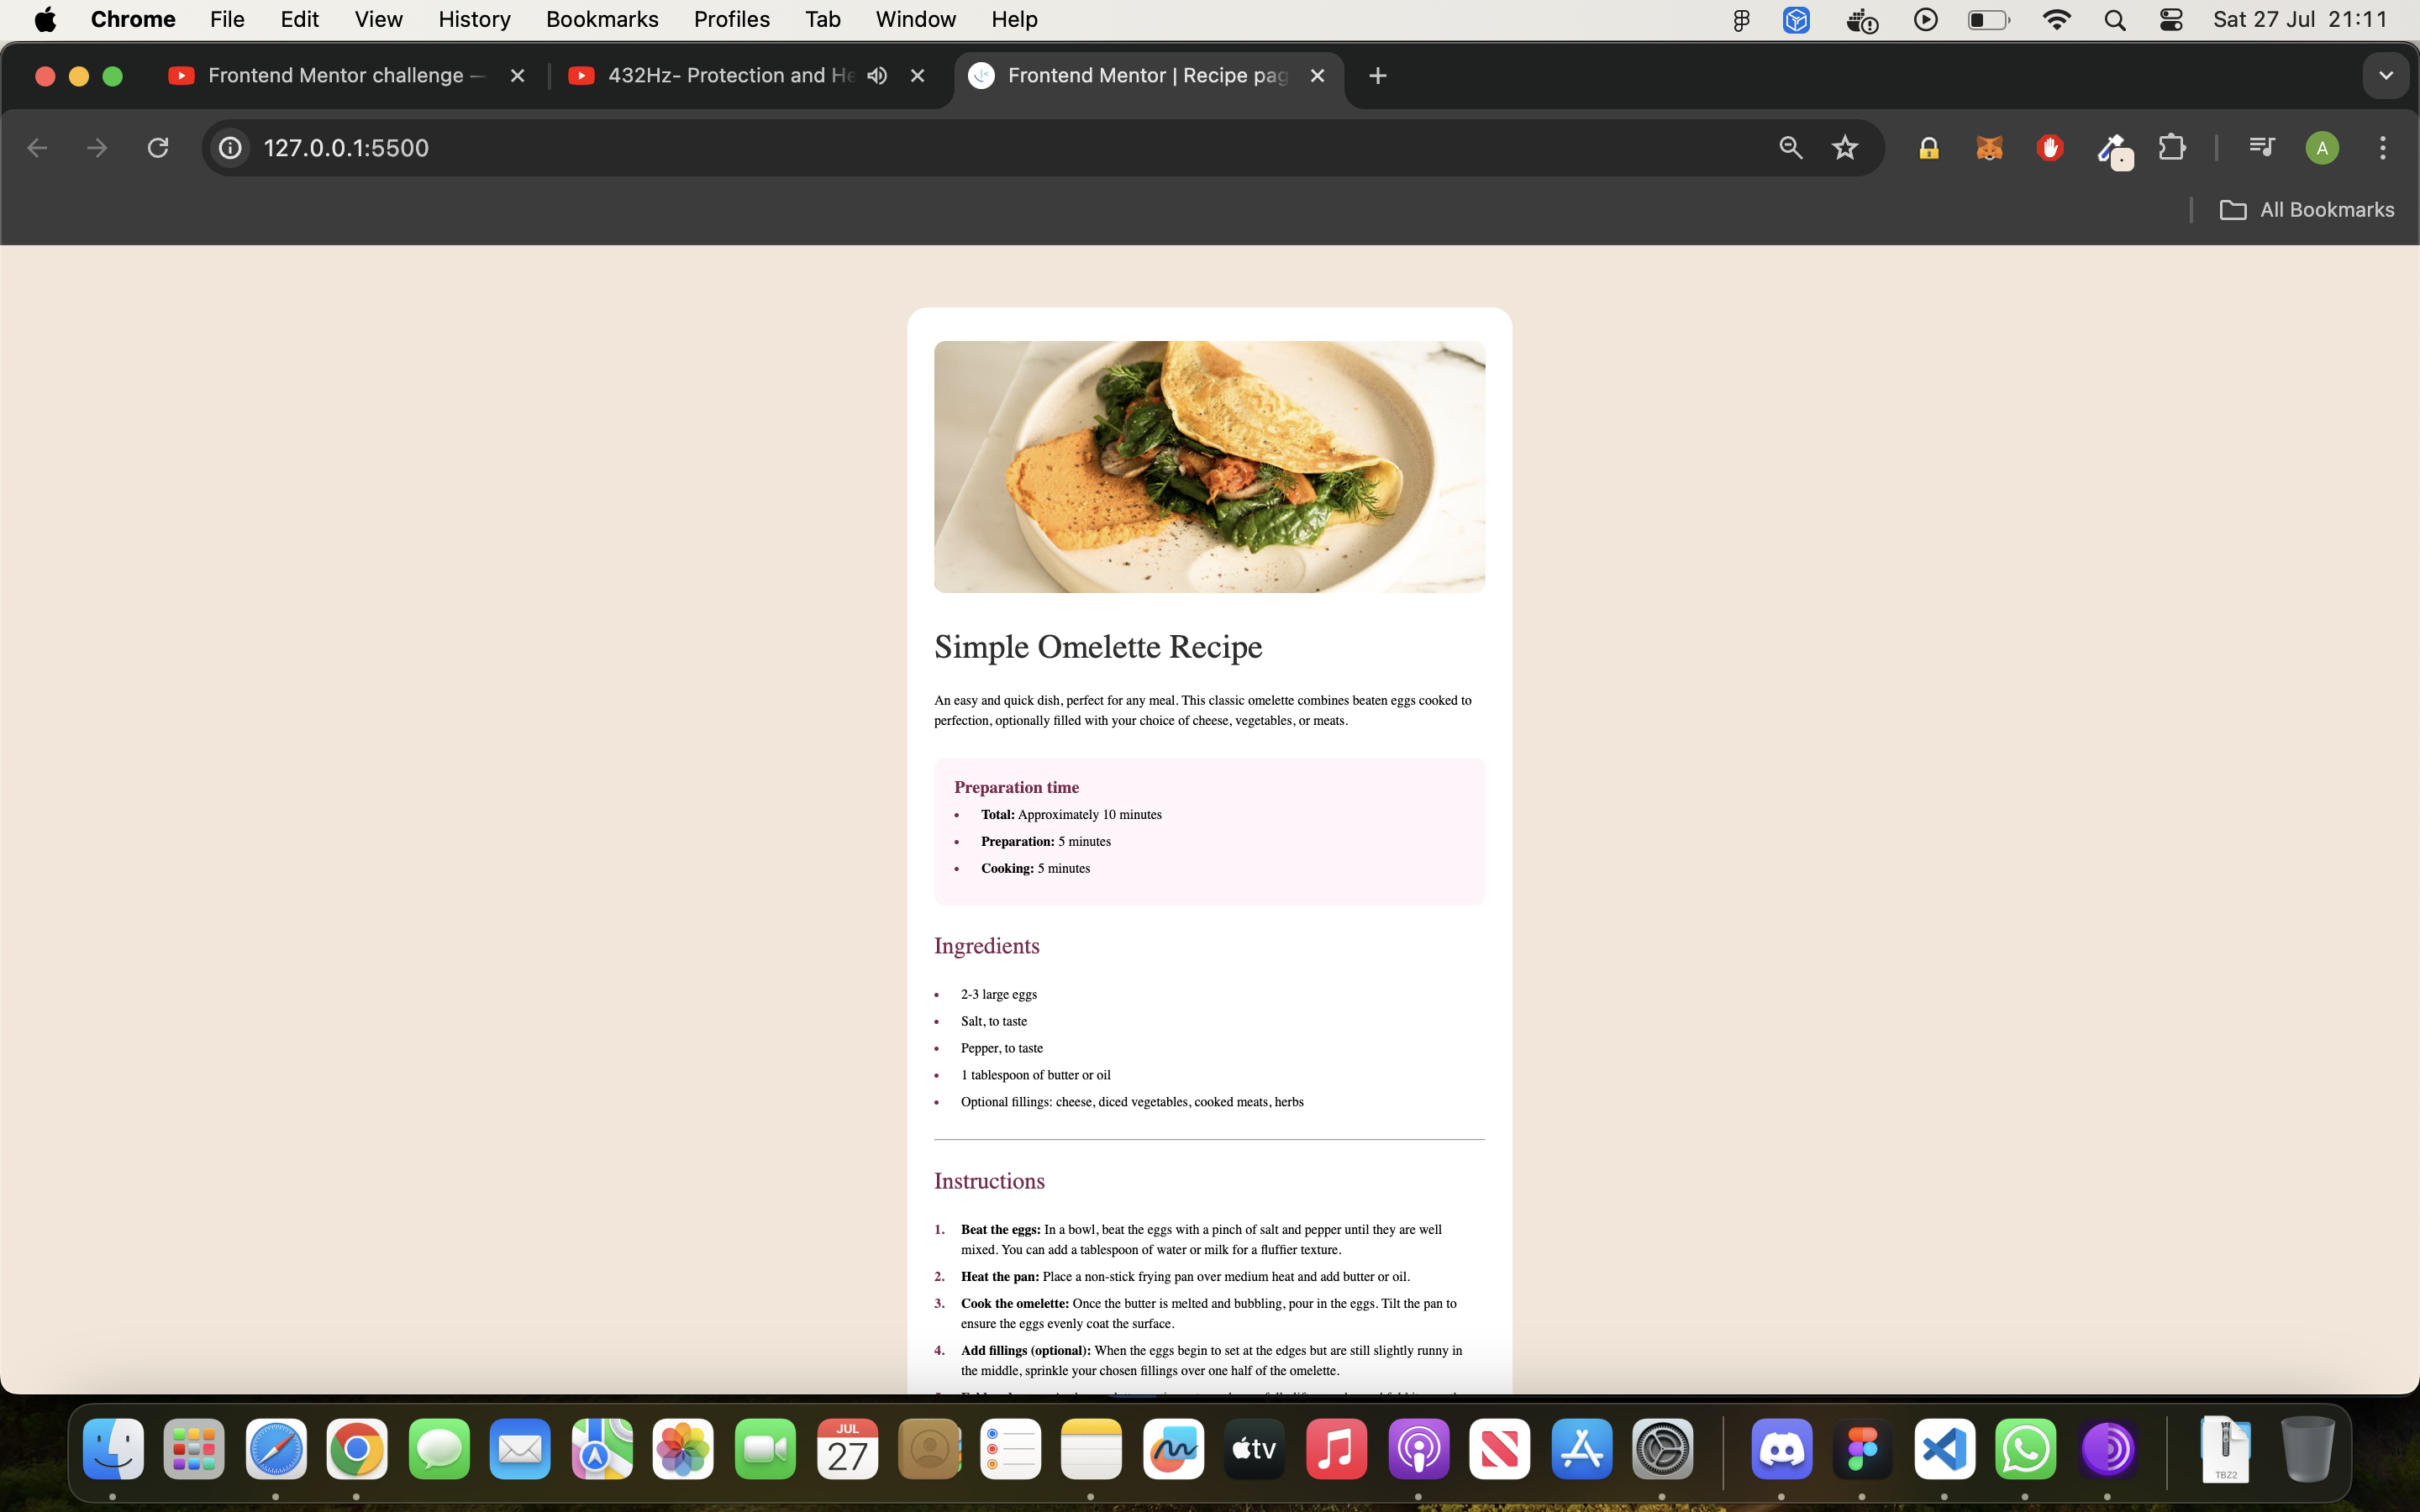 Chrome File Edit View History Bookmarks Profiles Tab Window Help Sat 27 Jul 21:11
Frontend Mentor challenge – 432Hz- Protection and He Frontend Mentor | Recipe pag
127.0.0.1:5500 A
All Bookmarks
Simple Omelette Recipe
An easy and quick dish, perfect for any meal. This classic omelette combines beaten eggs cooked to
perfection, optionally filled with your choice of cheese, vegetables, or meats.
Preparation time
• Total: Approximately 10 minutes
• Preparation: 5 minutes
• Cooking: 5 minutes
Ingredients
• 2-3 large eggs
• Salt, to taste
• Pepper, to taste
• 1 tablespoon of butter or oil
• Optional fillings: cheese, diced vegetables, cooked meats, herbs
Instructions
1. Beat the eggs: In a bowl, beat the eggs with a pinch of salt and pepper until they are well
mixed. You can add a tablespoon of water or milk for a fluffier texture.
2. Heat the pan: Place a non-stick frying pan over medium heat and add butter or oil.
3. Cook the omelette: Once the butter is melted and bubbling, pour in the eggs. Tilt the pan to
ensure the eggs evenly coat the surface.
4. Add fillings (optional): When the eggs begin to set at the edges but are still slightly runny in
the middle, sprinkle your chosen fillings over one half of the omelette.
JUL
27
tv
TBZ2